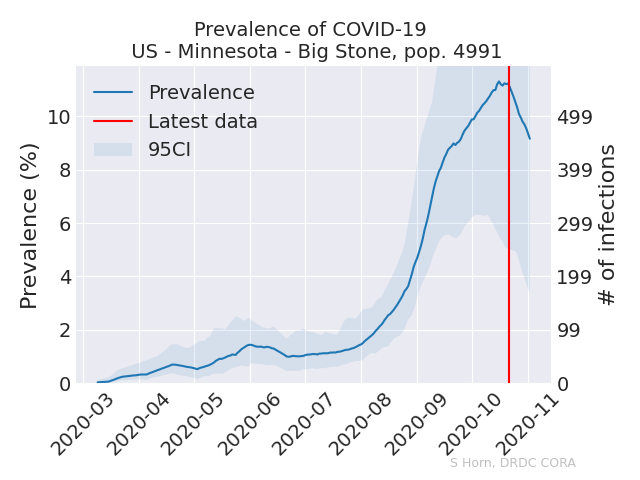 Prevalence of COVID-19
US - Minnesota - Big Stone, pop. 4991
Prevalence
Latest data
95CI
Prevalence (%)
10
8
6
4
2
0
499
399
299
199
99
0
# of infections
2020-03
2020-04
2020-05
2020-06
2020-07
2020-08
2020-09
2020-10
2020-11
S Horn, DRDC CORA